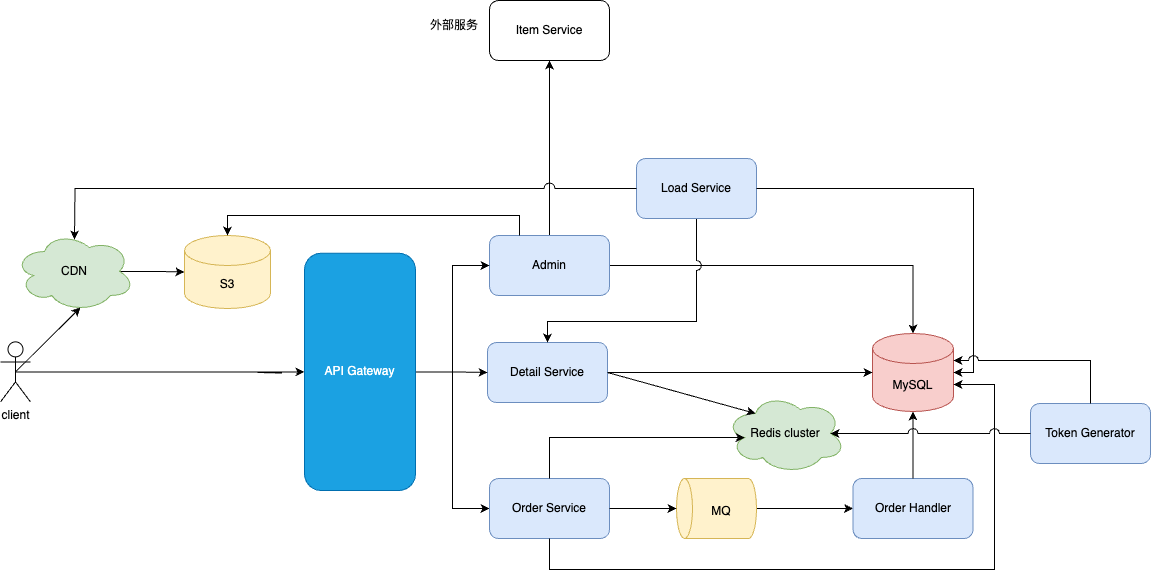 外部服务
Item Service
Load Service
CDN
S3
Admin
API Gateway
Detail Service
MySQL
client
Redis cluster
Token Generator
Order Service
MQ
Order Handler